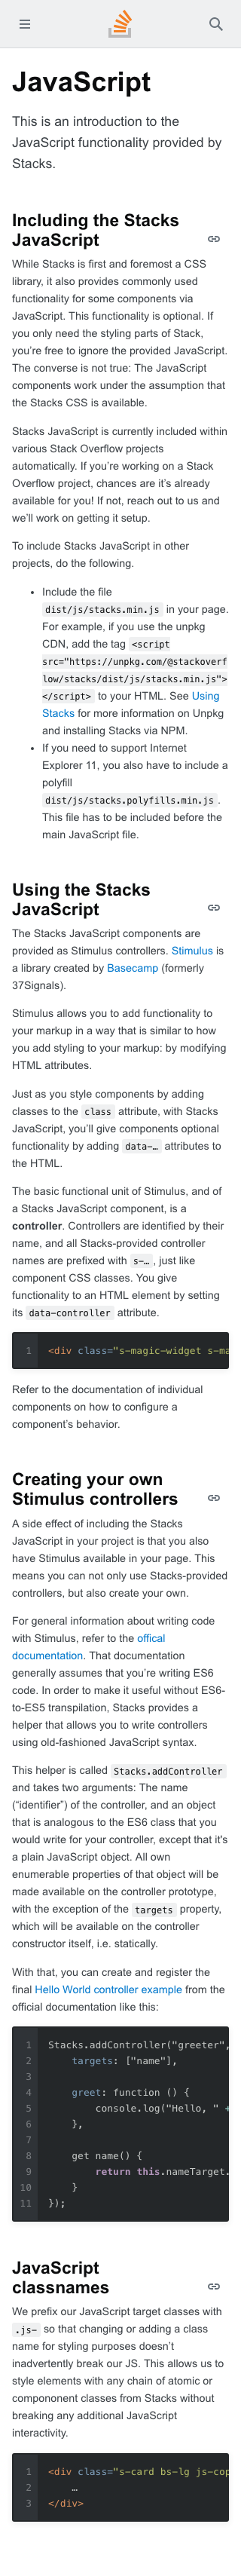 JavaScript
This is an introduction to the
JavaScript functionality provided by
Stacks.
Including the Stacks
JavaScript
While Stacks is first and foremost a CSS
library, it also provides commonly used
functionality for some components via
JavaScript. This functionality is optional. If
you only need the styling parts of Stack,
you’re free to ignore the provided JavaScript.
The converse is not true: The JavaScript
components work under the assumption that
the Stacks CSS is available.
Stacks JavaScript is currently included within
various Stack Overflow projects
automatically. If you’re working on a Stack
Overflow project, chances are it’s already
available for you! If not, reach out to us and
we’ll work on getting it setup.
To include Stacks JavaScript in other
projects, do the following.
• Include the file
dist/js/stacks.min.js in your page.
For example, if you use the unpkg
CDN, add the tag <script
src="https://unpkg.com/@stackoverf
low/stacks/dist/js/stacks.min.js">
</script> to your HTML. See Using
Stacks for more information on Unpkg
and installing Stacks via NPM.
• If you need to support Internet
Explorer 11, you also have to include a
polyfill
dist/js/stacks.polyfills.min.js .
This file has to be included before the
main JavaScript file.
Using the Stacks
JavaScript
The Stacks JavaScript components are
provided as Stimulus controllers. Stimulus is
a library created by Basecamp (formerly
37Signals).
Stimulus allows you to add functionality to
your markup in a way that is similar to how
you add styling to your markup: by modifying
HTML attributes.
Just as you style components by adding
classes to the class attribute, with Stacks
JavaScript, you’ll give components optional
functionality by adding data-… attributes to
the HTML.
The basic functional unit of Stimulus, and of
a Stacks JavaScript component, is a
controller. Controllers are identified by their
name, and all Stacks-provided controller
names are prefixed with s-… , just like
component CSS classes. You give
functionality to an HTML element by setting
its data-controller attribute.
1 <div class="s-magic-widget s-ma
Refer to the documentation of individual
components on how to configure a
component’s behavior.
Creating your own
Stimulus controllers
A side effect of including the Stacks
JavaScript in your project is that you also
have Stimulus available in your page. This
means you can not only use Stacks-provided
controllers, but also create your own.
For general information about writing code
with Stimulus, refer to the offical
documentation. That documentation
generally assumes that you’re writing ES6
code. In order to make it useful without ES6-
to-ES5 transpilation, Stacks provides a
helper that allows you to write controllers
using old-fashioned JavaScript syntax.
This helper is called Stacks.addController
and takes two arguments: The name
(“identifier”) of the controller, and an object
that is analogous to the ES6 class that you
would write for your controller, except that it's
a plain JavaScript object. All own
enumerable properties of that object will be
made available on the controller prototype,
with the exception of the targets property,
which will be available on the controller
constructor itself, i.e. statically.
With that, you can create and register the
final Hello World controller example from the
official documentation like this:
1 Stacks.addController("greeter",
2 targets: ["name"],
3
4 greet: function () {
5 console.log("Hello, " +
6 },
7
8 get name() {
9 return this.nameTarget.
10 }
11 });
JavaScript
classnames
We prefix our JavaScript target classes with
.js- so that changing or adding a class
name for styling purposes doesn’t
inadvertently break our JS. This allows us to
style elements with any chain of atomic or
compononent classes from Stacks without
breaking any additional JavaScript
interactivity.
1 <div class="s-card bs-lg js-cop
2 …
3 </div>